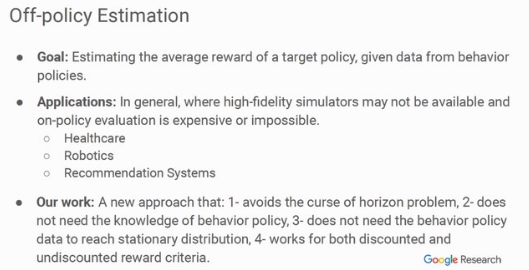 Off-policy Estimation
● Goal: Estimating the average reward of a target policy, given data from behavior
policies.
● Applications: In general, where high-fidelity simulators may not be available and
on-policy evaluation is expensive or impossible.
○ Healthcare
○ Robotics
○ Recommendation Systems
● Our work: A new approach that: 1- avoids the curse of horizon problem, 2- does
not need the knowledge of behavior policy, 3- does not need the behavior policy
data to reach stationary distribution, 4- works for both discounted and
undiscounted reward criteria.
Google Research